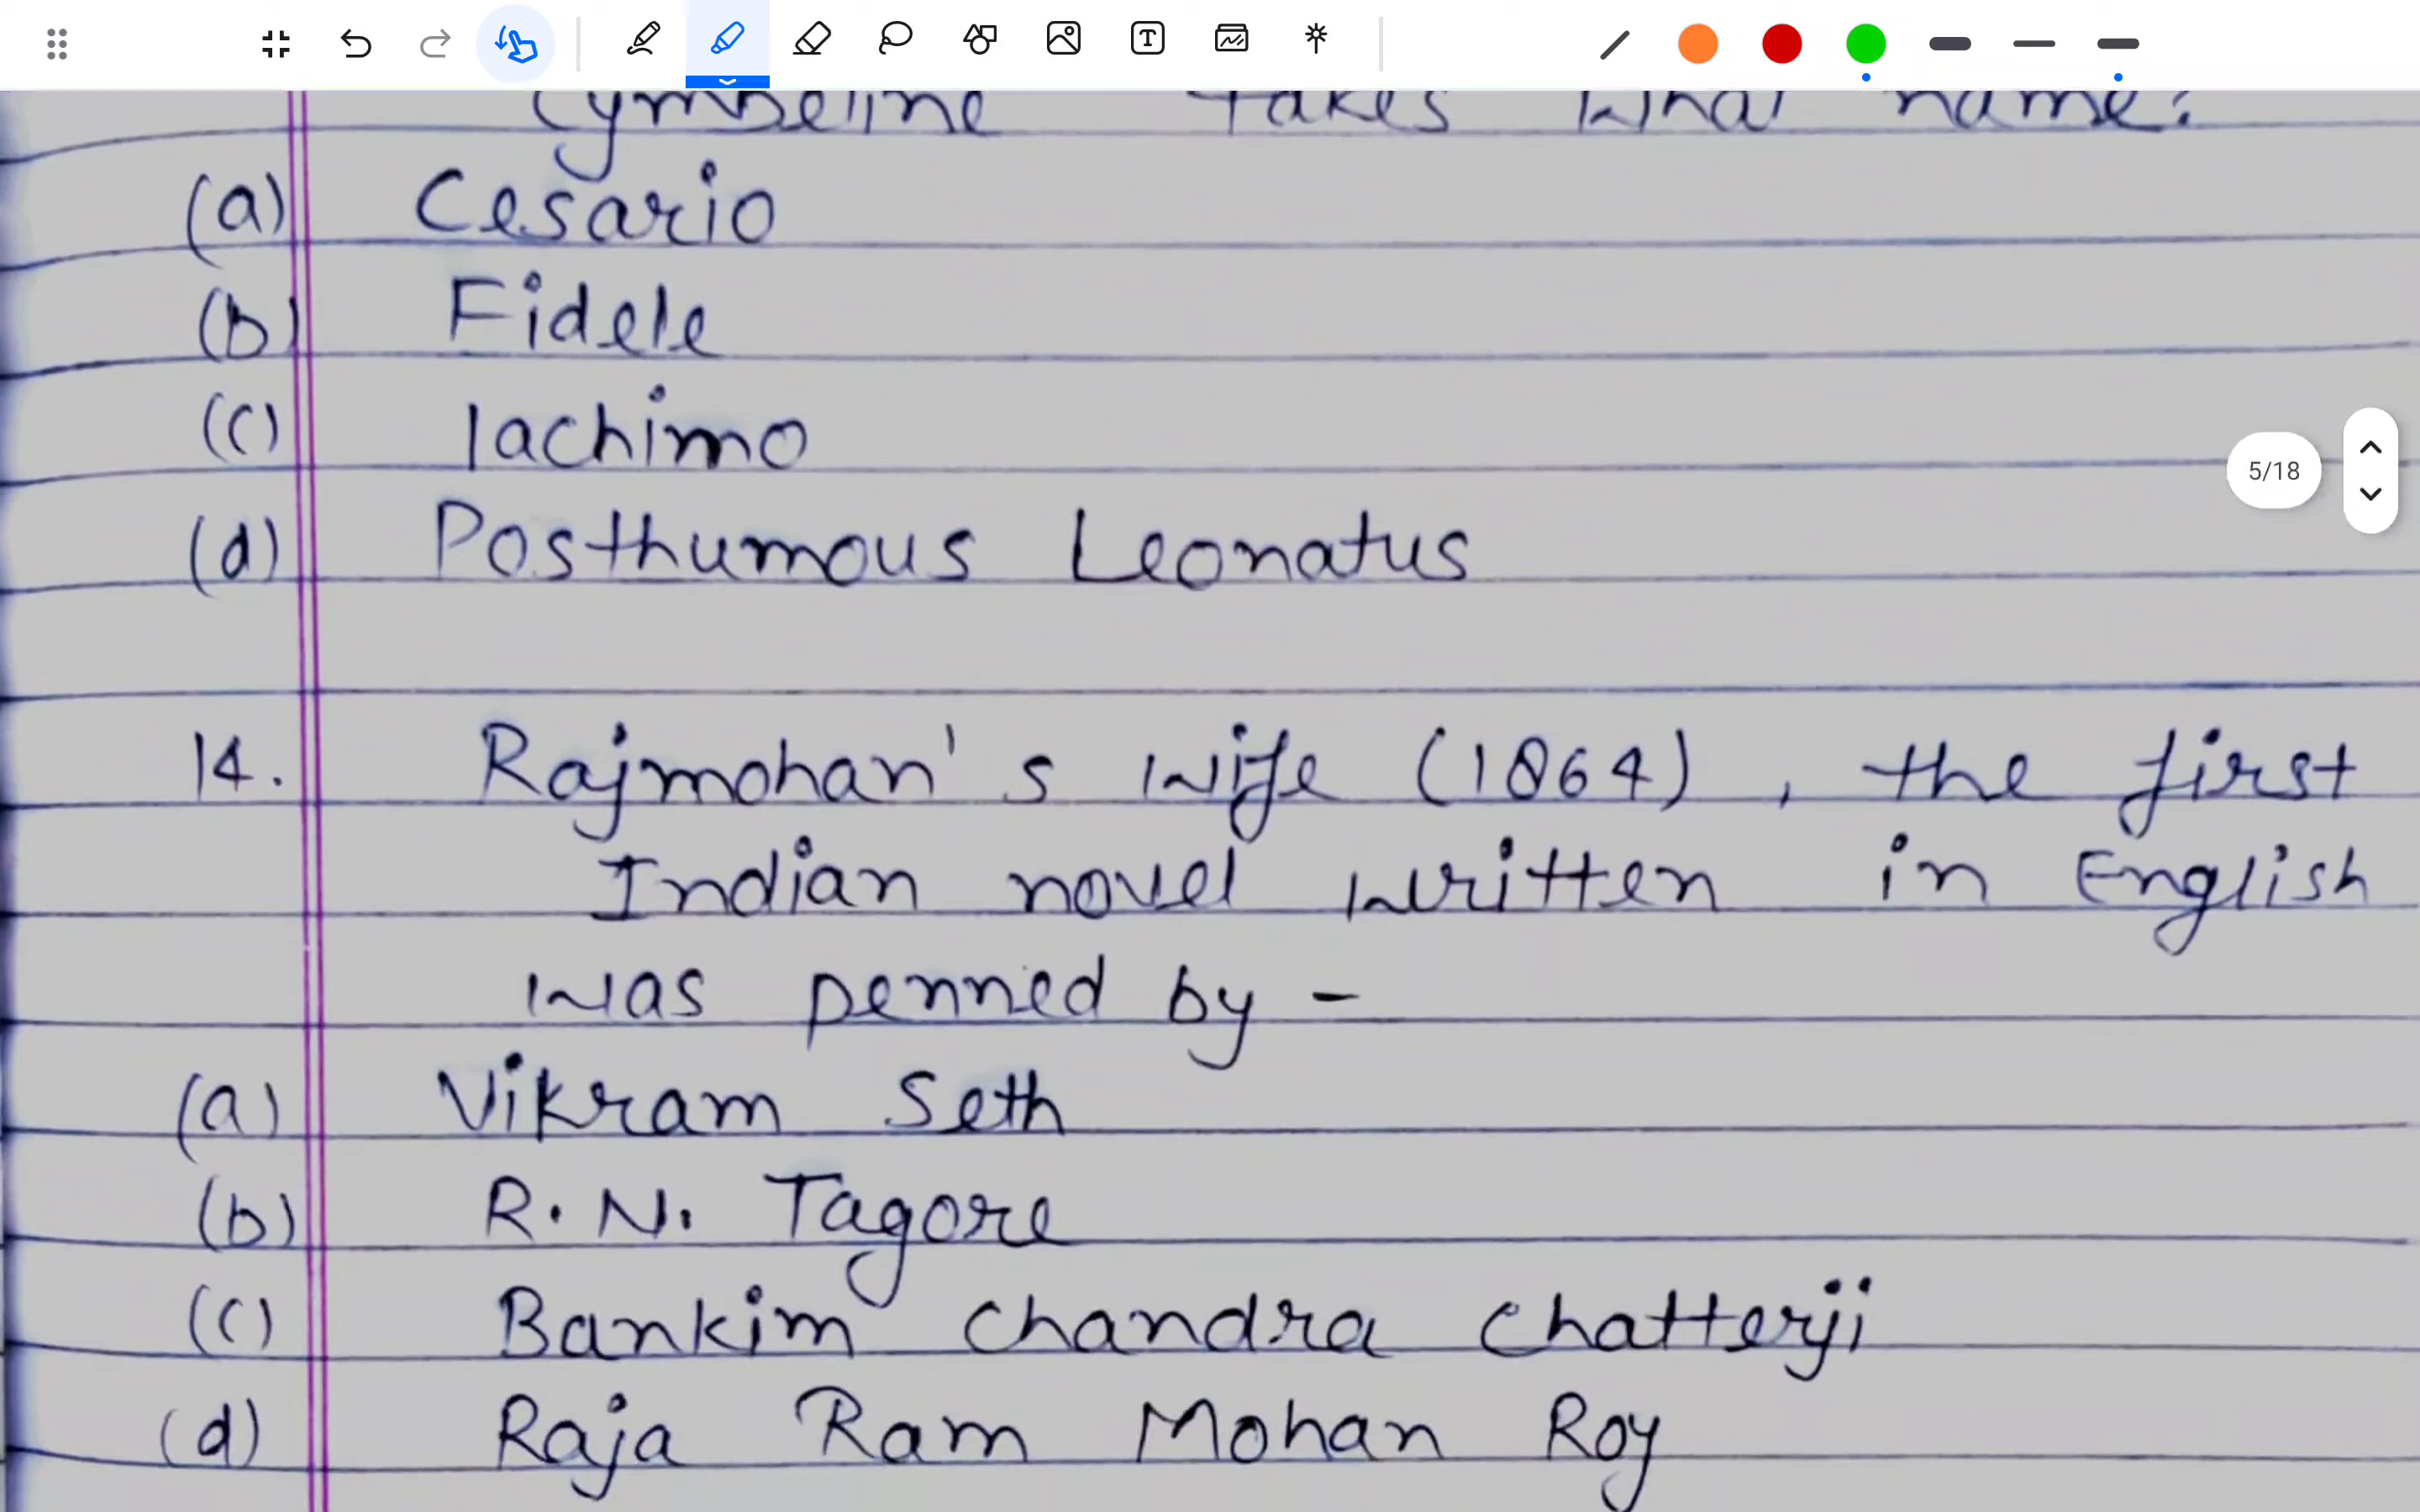 Cymbeline takes what name?
(a) Cesario
(b) Fidele
(c) Iachimo
(d) Posthumous Leonatus
5/18
14. Rajmohan's wife (1864), the first
Indian novel written in English
was penned by -
(a) Vikram Seth
(b) R. N. Tagore
(c) Bankim Chandra Chatterji
(d) Raja Ram Mohan Roy